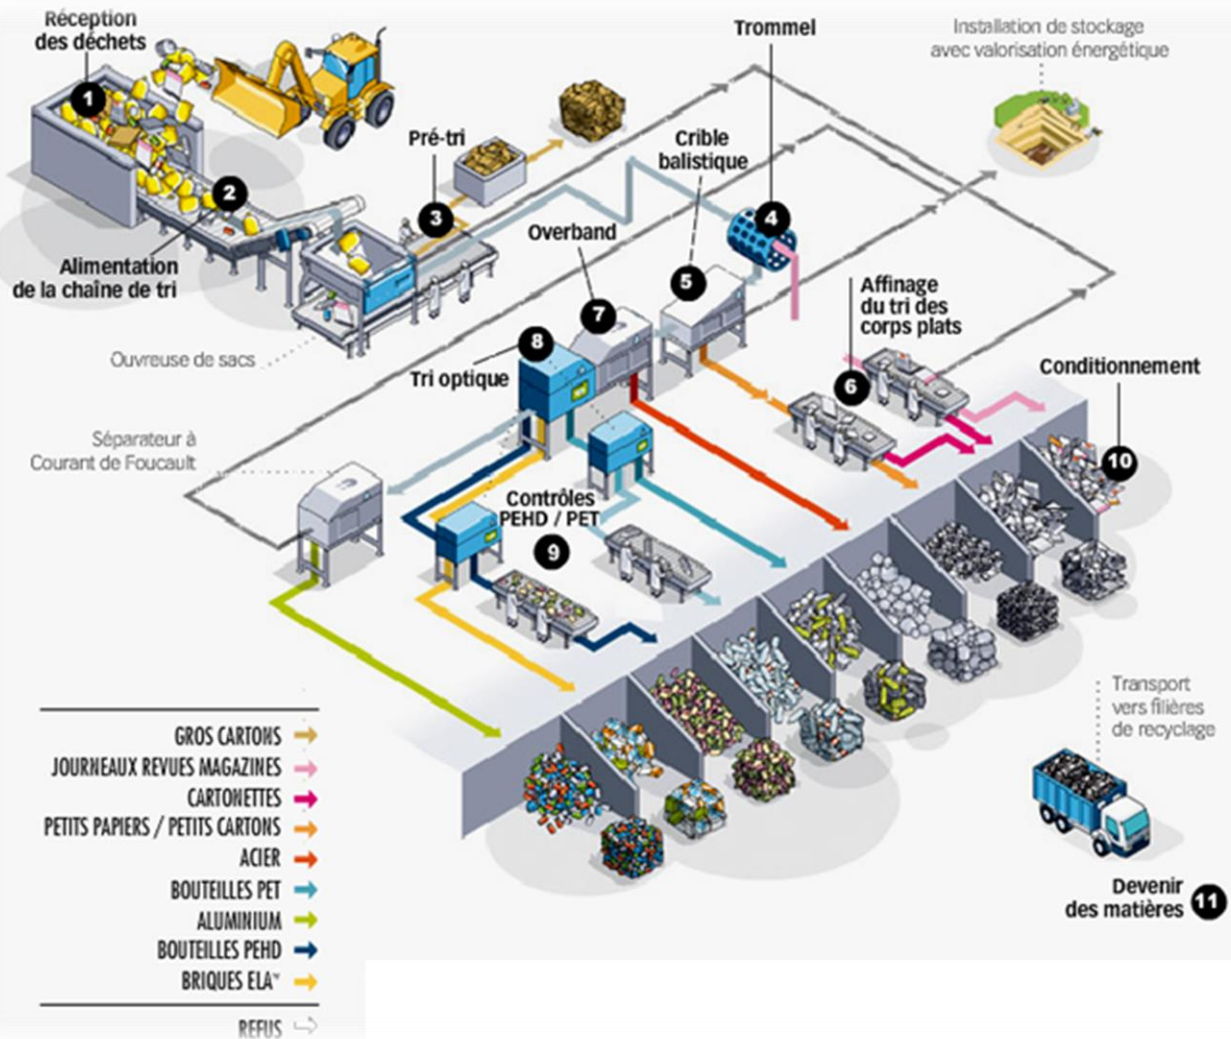 Réception
des déchets
1
2
Alimentation
de la chaîne de tri
Ouvreuse de sacs
Pré-tri
3
Trommel
4
Crible
balistique
5
Installation de stockage
avec valorisation énergétique
Overband
7
8
Tri optique
Affinage
du tri des
corps plats
6
Conditionnement
10
Séparateur à
Courant de Foucault
Contrôles
PEHD / PET
9
Transport
vers filières
de recyclage
Devenir
des matières
11
GROS CARTONS
JOURNEAUX REVUES MAGAZINES
CARTONETTES
PETITS PAPIERS / PETITS CARTONS
ACIER
BOUTEILLES PET
ALUMINIUM
BOUTEILLES PEHD
BRIQUES ELA
REFUS